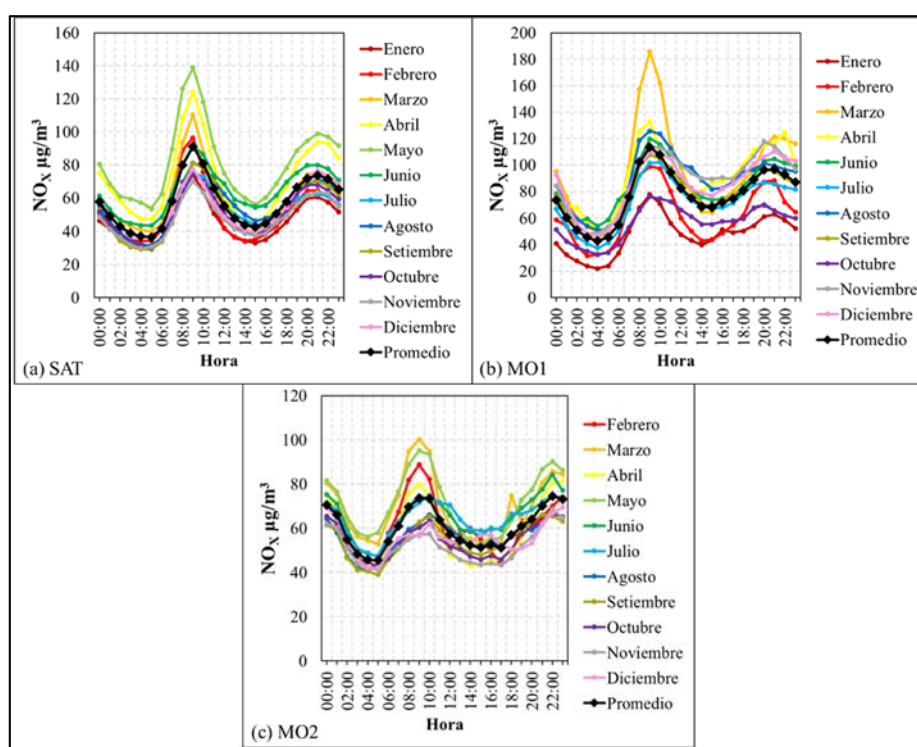 160
140
120
100
80
60
40
20
0
NOX µg/m³
00:00
02:00
04:00
06:00
08:00
10:00
12:00
14:00
16:00
18:00
20:00
22:00
Hora
Enero
Febrero
Marzo
Abril
Mayo
Junio
Julio
Agosto
Setiembre
Octubre
Noviembre
Diciembre
Promedio
(a) SAT
200
180
160
140
120
100
80
60
40
20
0
NOX µg/m³
00:00
02:00
04:00
06:00
08:00
10:00
12:00
14:00
16:00
18:00
20:00
22:00
Hora
Enero
Febrero
Marzo
Abril
Junio
Julio
Agosto
Setiembre
Octubre
Noviembre
Diciembre
Promedio
(b) MO1
120
100
80
60
40
20
0
NOX µg/m³
00:00
02:00
04:00
06:00
08:00
10:00
12:00
14:00
16:00
18:00
20:00
22:00
Hora
Febrero
Marzo
Abril
Mayo
Junio
Julio
Agosto
Setiembre
Octubre
Noviembre
Diciembre
Promedio
(c) MO2